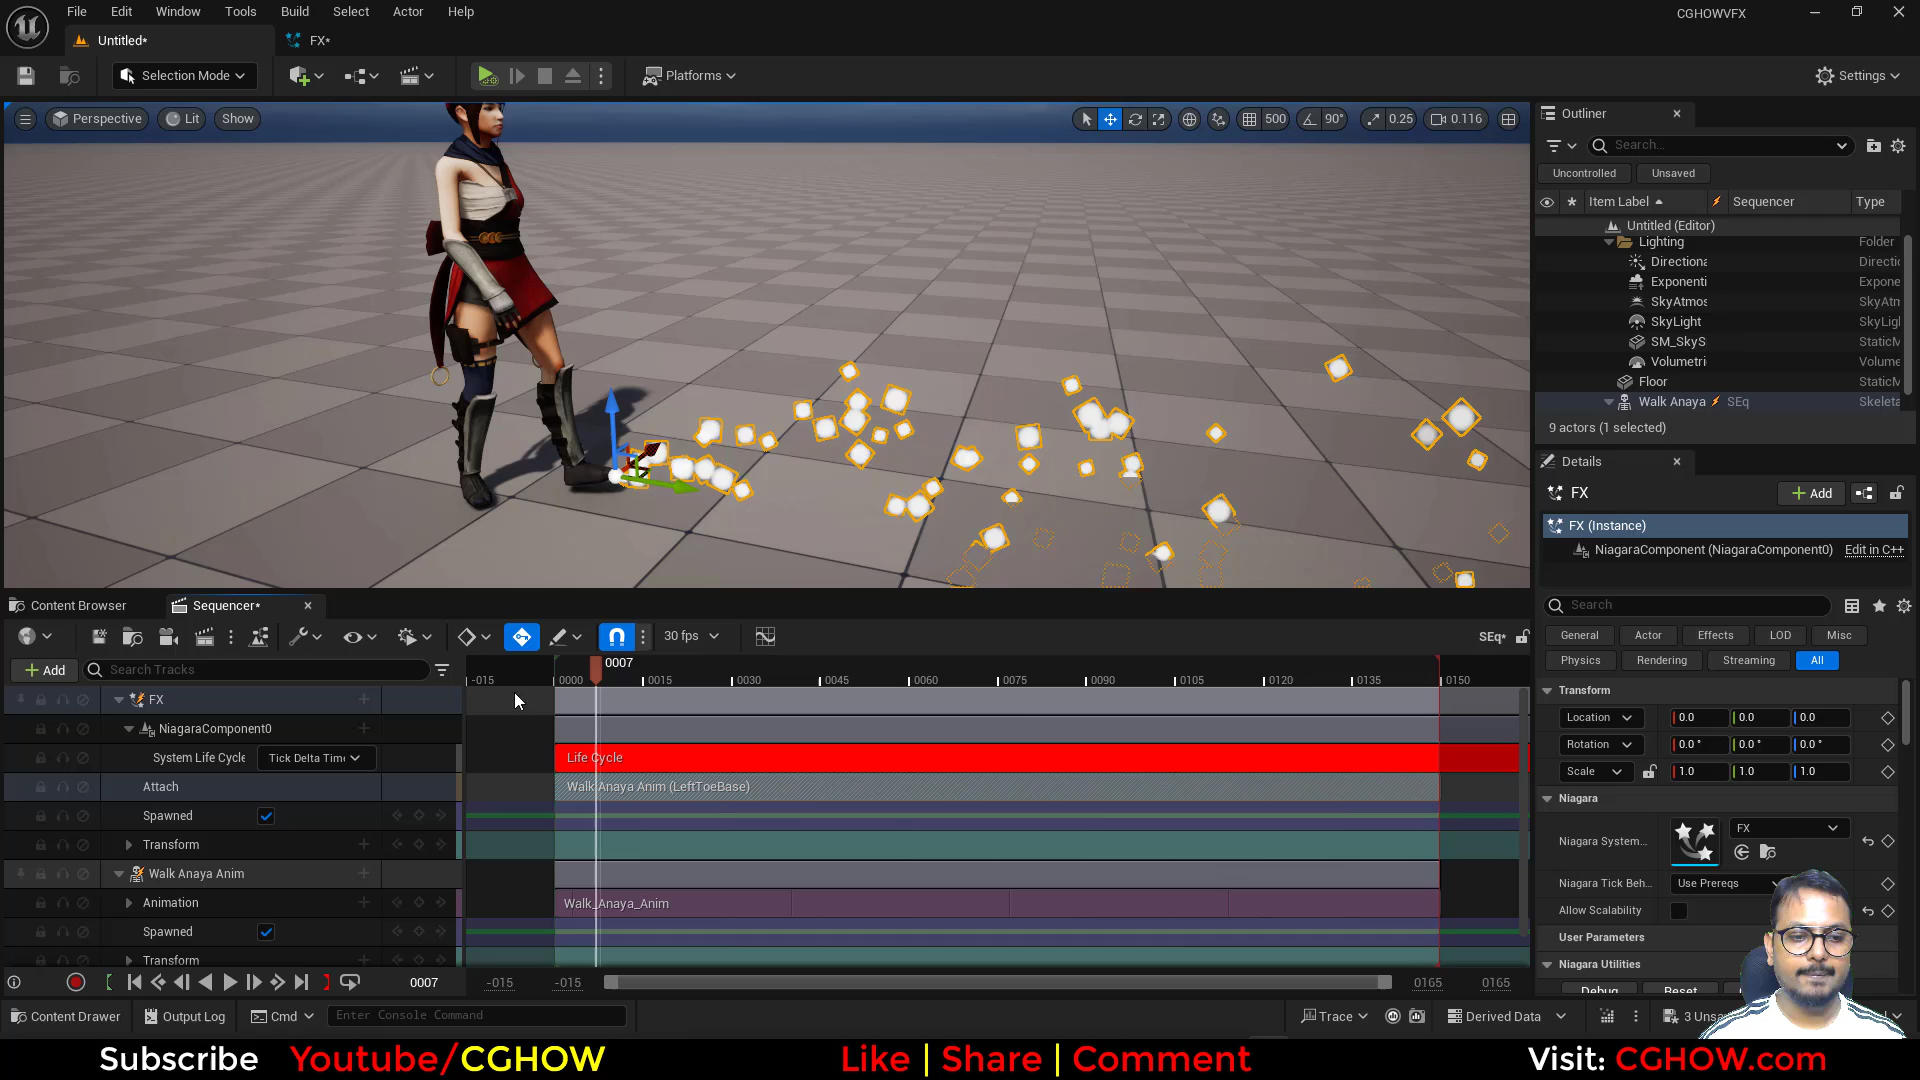 File Edit Window Tools Build Select Actor Help CGHOWVFX
Untitled* FX*
Selection Mode Platforms Settings
Perspective Lit Show 500 90° 0.25 0.116
Outliner
Search...
Uncontrolled Unsaved
Item Label Sequencer Type
Untitled (Editor)
Lighting Folder
Directiona Directic
Exponenti Expone
SkyAtmos SkyAtn
SkyLight SkyLig
SM_SkyS StaticM
Volumetri Volume
Floor StaticM
Walk Anaya SEq Skeleta
9 actors (1 selected)
Details
FX Add
FX (Instance)
NiagaraComponent (NiagaraComponent0) Edit in C++
Search
General Actor Effects LOD Misc
Physics Rendering Streaming All
Transform
Location 0.0 0.0 0.0
Rotation 0.0° 0.0° 0.0°
Scale 1.0 1.0 1.0
Niagara
Niagara System... FX
Niagara Tick Beh... Use Prereqs
Allow Scalability
User Parameters
Niagara Utilities
Debug Reset
Content Browser Sequencer*
30 fps SEq*
Add Search Tracks
0007
-015 0000 0015 0030 0045 0060 0075 0090 0105 0120 0135 0150
FX
NiagaraComponent0
System Life Cycle Tick Delta Tim Life Cycle
Attach Walk Anaya Anim (LeftToeBase)
Spawned
Transform
Walk Anaya Anim
Animation Walk_Anaya_Anim
Spawned
Transform
0007 -015 -015 0165 0165
Content Drawer Output Log Cmd Enter Console Command Trace Derived Data 3 Unsa
Subscribe Youtube/CGHOW Like | Share | Comment Visit: CGHOW.com